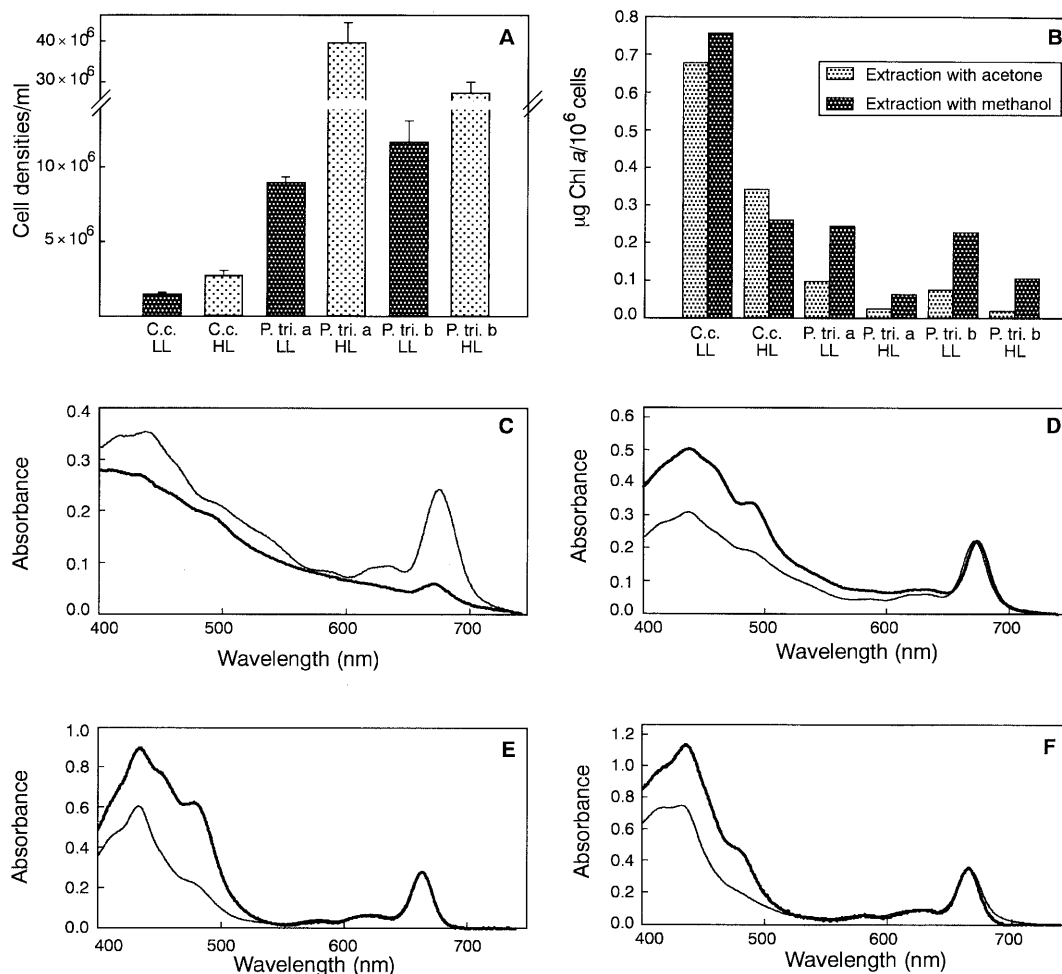 A
Cell densities/ml
40 × 10⁶
30 × 10⁶
10 × 10⁶
5 × 10⁶
C.c. LL
C.c. HL
P. tri. a LL
P. tri. a HL
P. tri. b LL
P. tri. b HL
B
µg Chl a/10⁶ cells
0.8
0.7
0.6
0.5
0.4
0.3
0.2
0.1
0.0
Extraction with acetone
Extraction with methanol
C.c. LL
C.c. HL
P. tri. a LL
P. tri. a HL
P. tri. b LL
P. tri. b HL
C
Absorbance
0.4
0.3
0.2
0.1
0.0
400 500 600 700
Wavelength (nm)
D
Absorbance
0.6
0.5
0.4
0.3
0.2
0.1
0.0
400 500 600 700
Wavelength (nm)
E
Absorbance
1.0
0.8
0.6
0.4
0.2
0.0
400 500 600 700
Wavelength (nm)
F
Absorbance
1.2
1.0
0.8
0.6
0.4
0.2
0.0
400 500 600 700
Wavelength (nm)